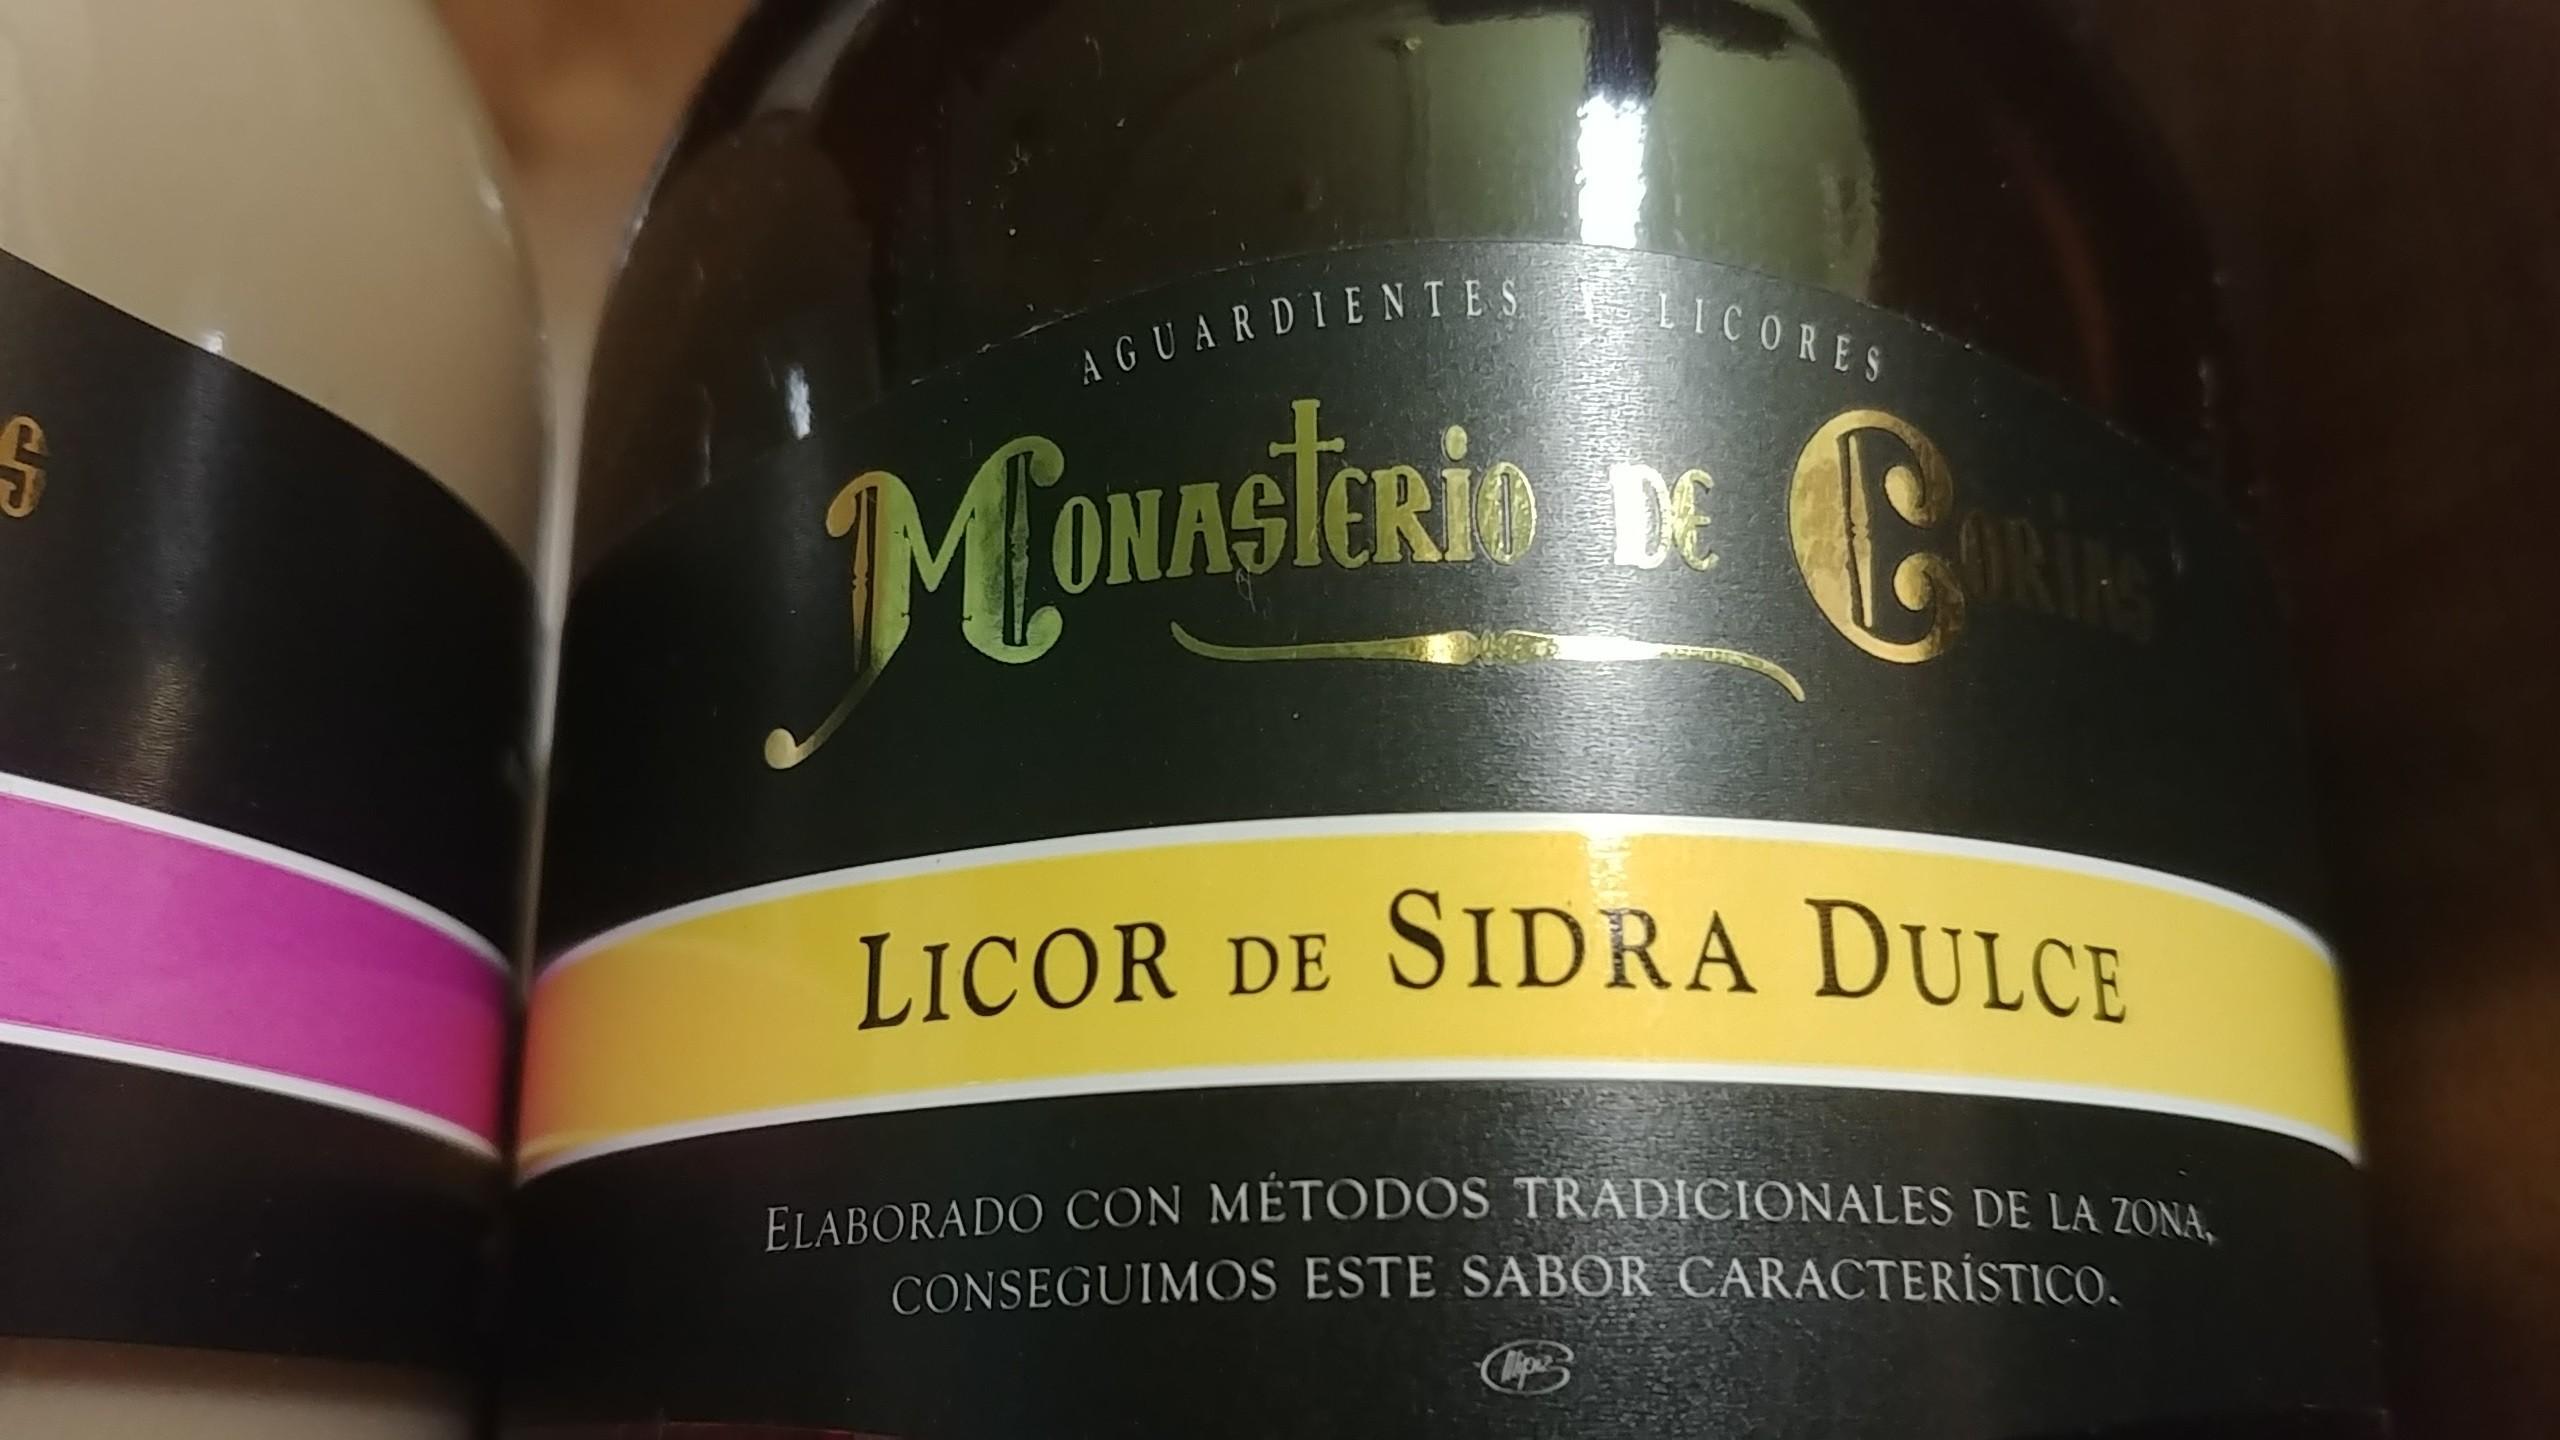 S
AGUARDIENTES Y LICORES
MONASTERIO DE CORIAS
LICOR DE SIDRA DULCE
ELABORADO CON MÉTODOS TRADICIONALES DE LA ZONA,
CONSEGUIMOS ESTE SABOR CARACTERÍSTICO.